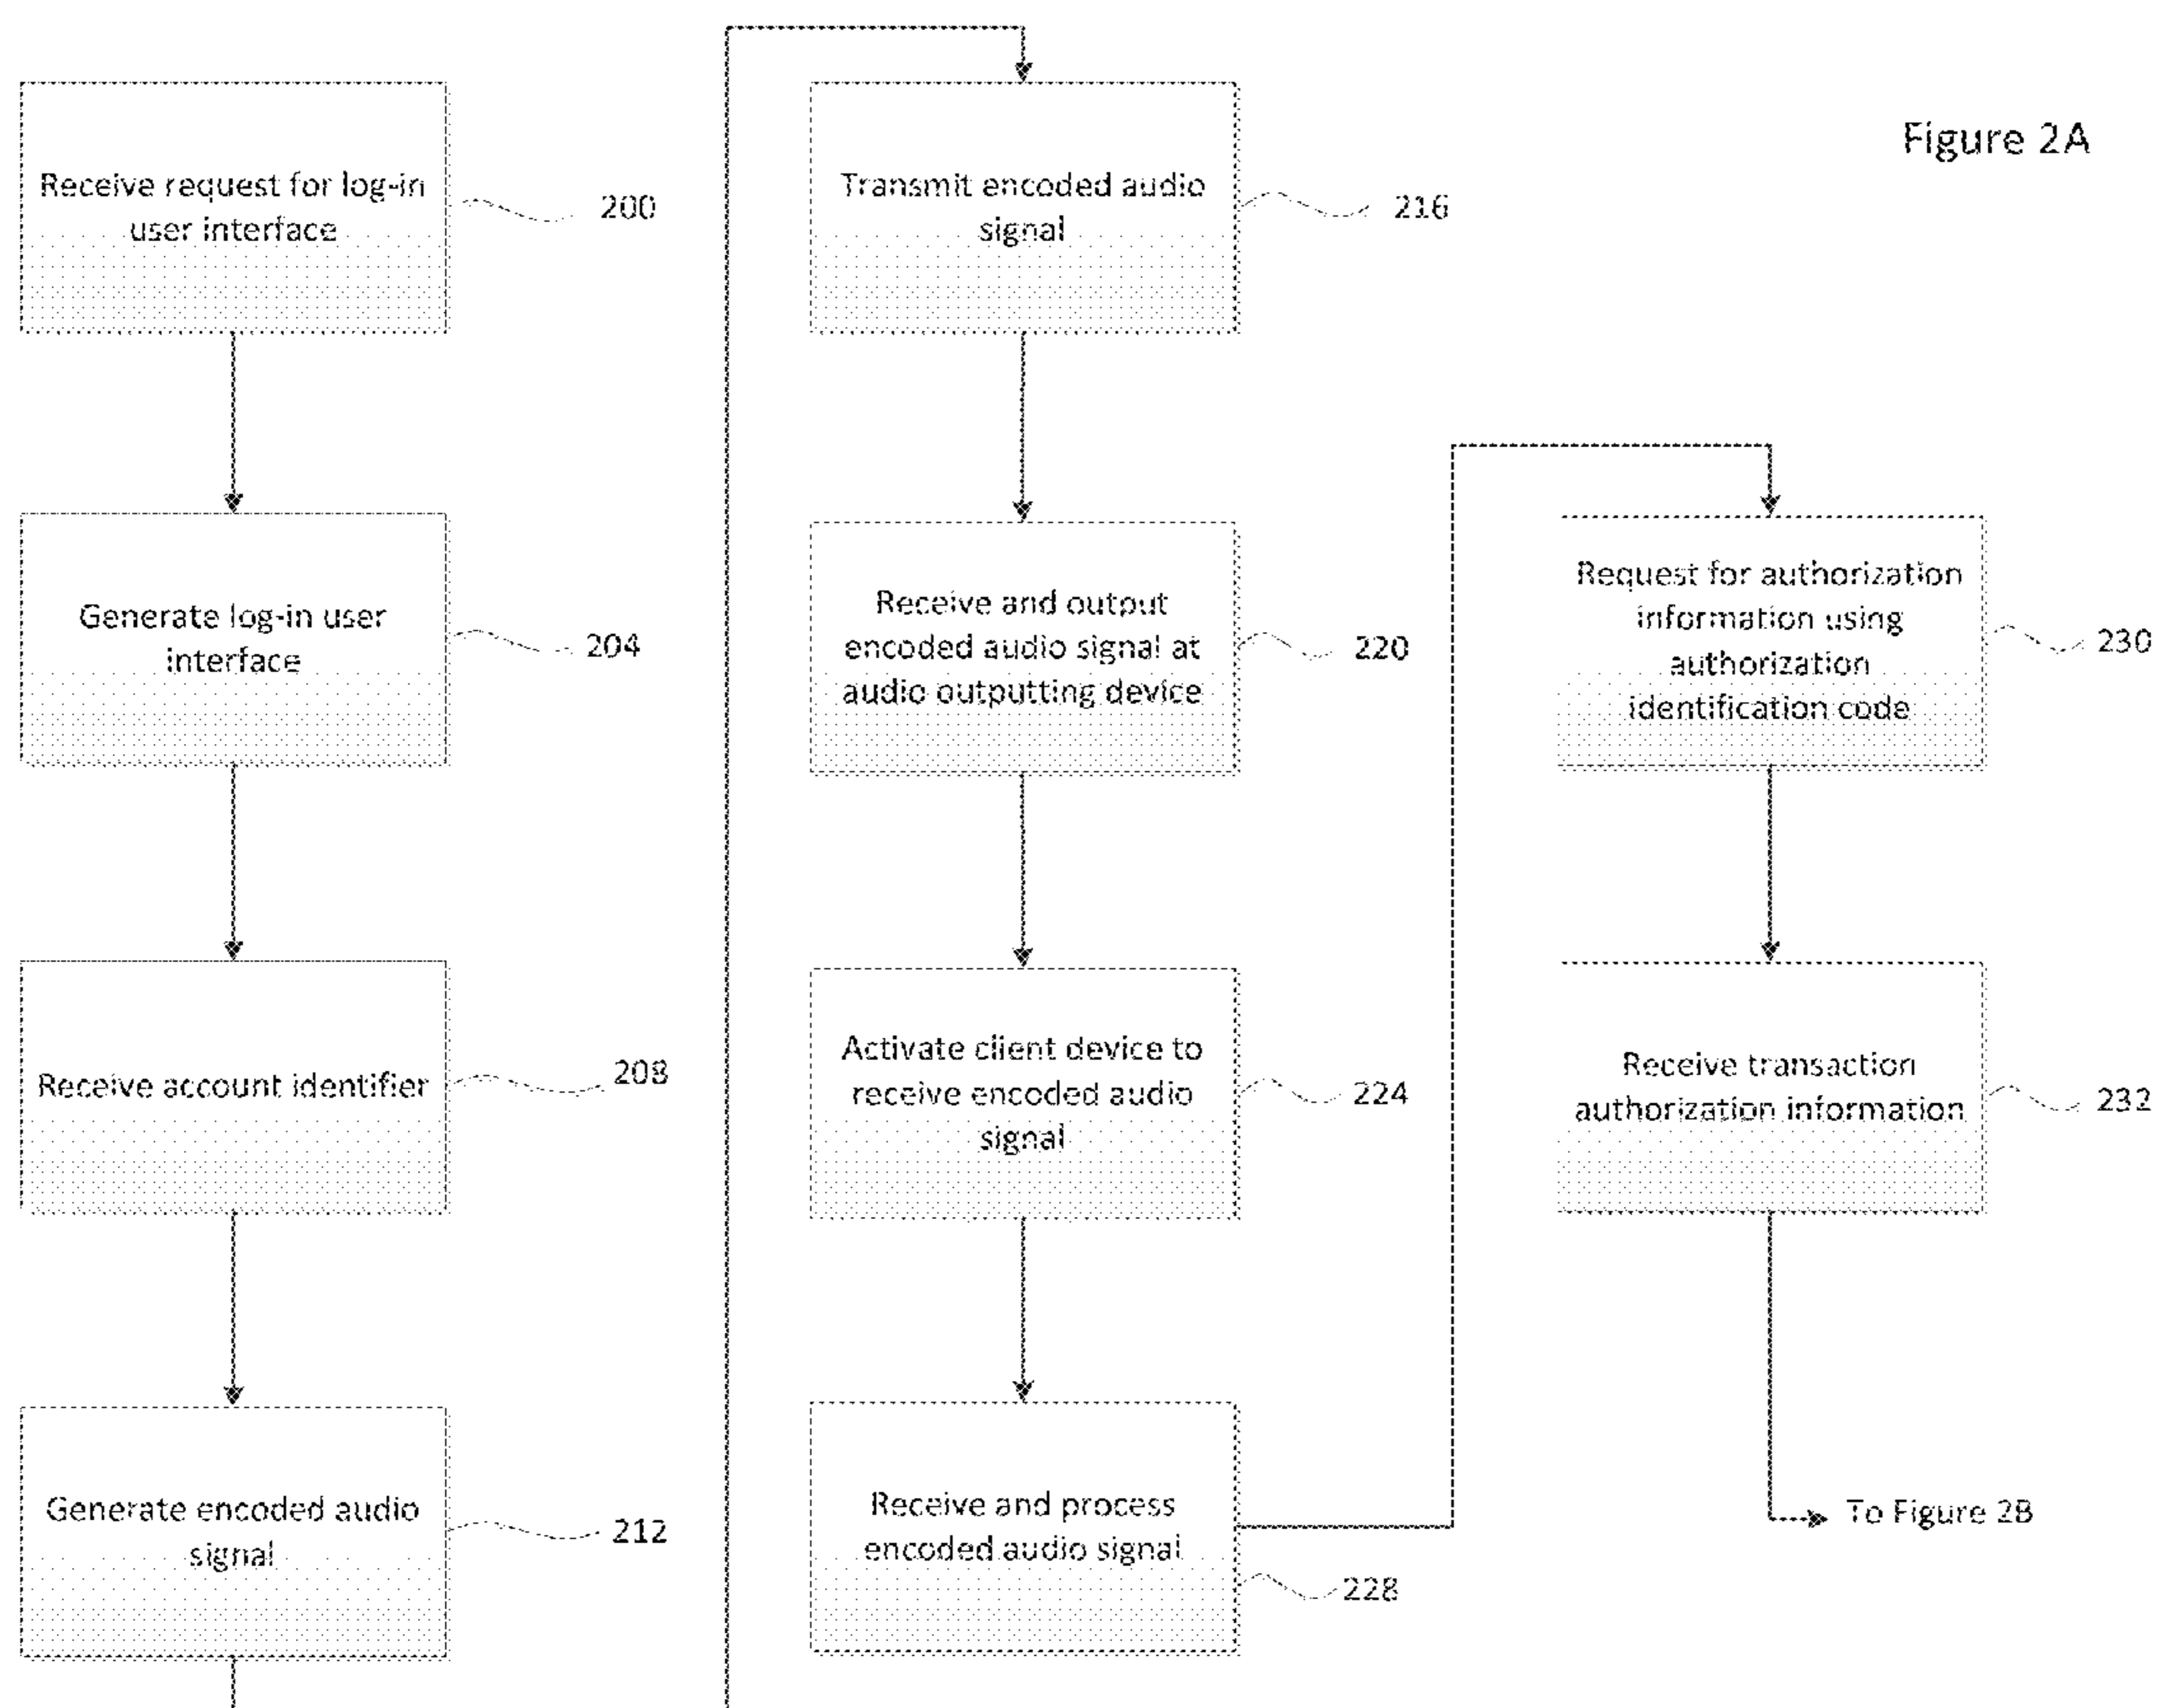 Figure 2A
Receive request for log-in
user interface
200
Generate log-in user
interface
204
Receive account identifier
208
Generate encoded audio
signal
212
Transmit encoded audio
signal
216
Receive and output
encoded audio signal at
audio outputting device
220
Activate client device to
receive encoded audio
signal
224
Receive and process
encoded audio signal
228
Request for authorization
information using
authorization
identification code
230
Receive transaction
authorization information
232
To Figure 2B